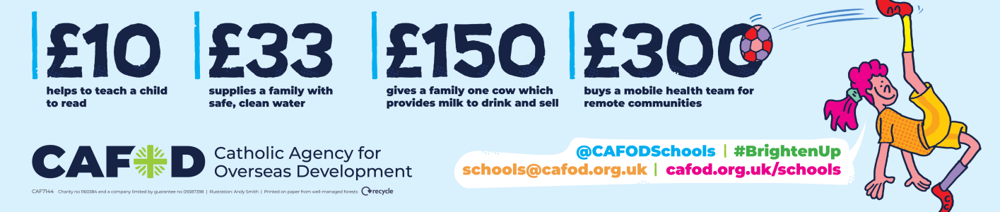 £10
helps to teach a child
to read
£33
supplies a family with
safe, clean water
£150
gives a family one cow which
provides milk to drink and sell
£300
buys a mobile health team for
remote communities
CAFOD
Catholic Agency for
Overseas Development
@CAFODSchools | #BrightenUp
schools@cafod.org.uk | cafod.org.uk/schools
CAF7144 Charity no 1160384 and a company limited by guarantee no 09387398 | Illustration: Andy Smith | Printed on paper from well-managed forests recycle